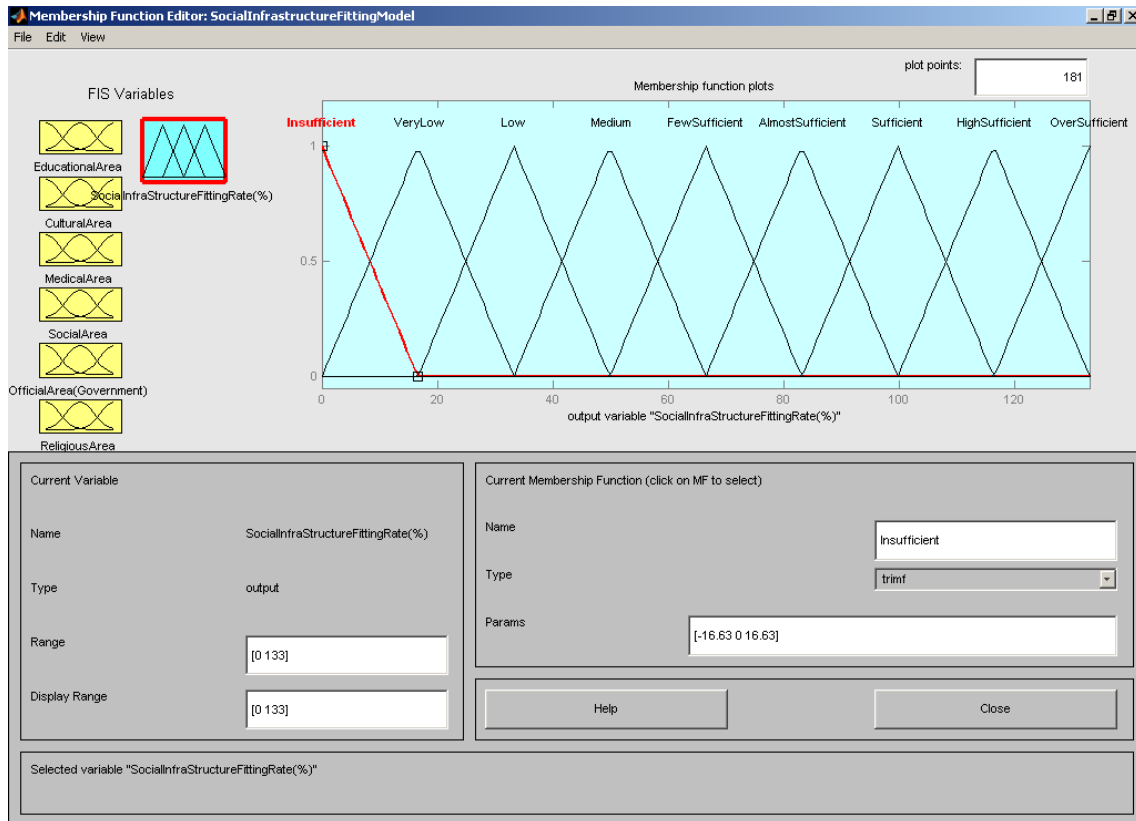 Membership Function Editor: SocialInfrastructureFittingModel
File Edit View
FIS Variables
EducationalArea
SocialInfraStructureFittingRate(%)
CulturalArea
MedicalArea
SocialArea
OfficialArea(Government)
ReligiousArea
plot points:
181
Membership function plots
Insufficient VeryLow Low Medium FewSufficient AlmostSufficient Sufficient HighSufficient OverSufficient
1
0.5
0
0 20 40 60 80 100 120
output variable "SocialInfraStructureFittingRate(%)"
Current Variable
Name SocialInfraStructureFittingRate(%)
Type output
Range [0 133]
Display Range [0 133]
Current Membership Function (click on MF to select)
Name Insufficient
Type trimf
Params [-16.63 0 16.63]
Help Close
Selected variable "SocialInfraStructureFittingRate(%)"